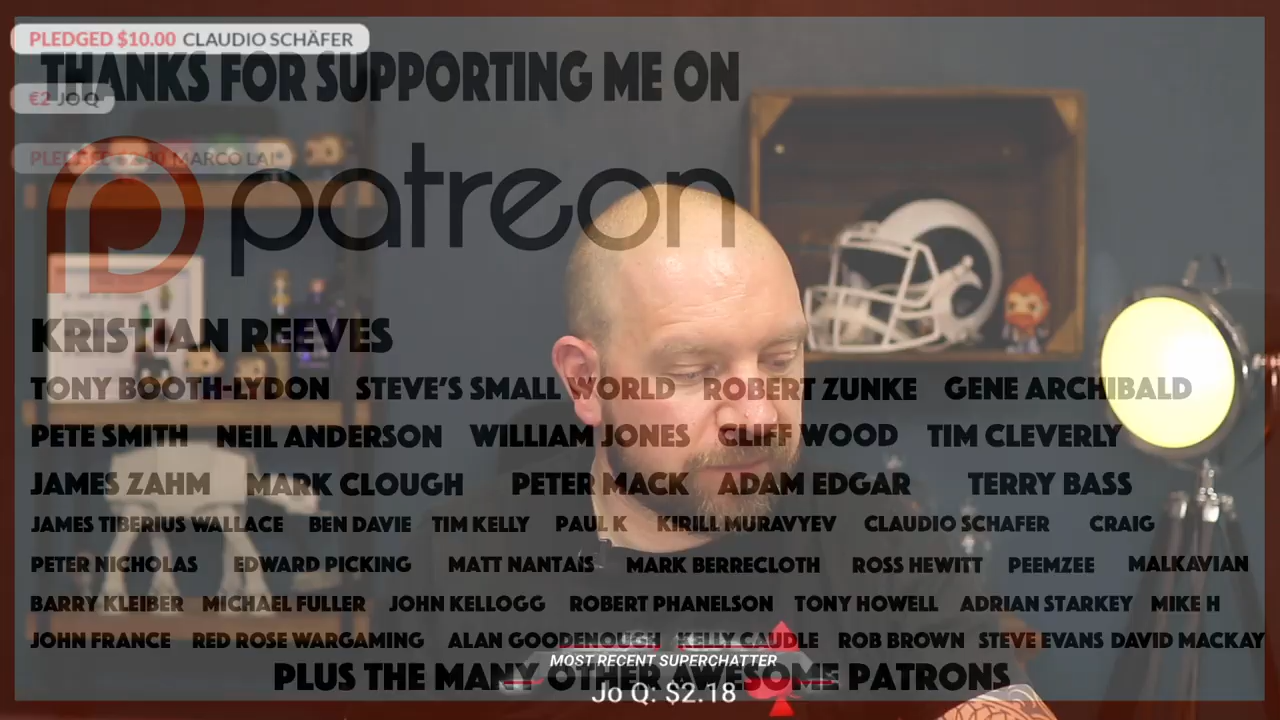 PLEDGED $10.00 CLAUDIO SCHÄFER
THANKS FOR SUPPORTING ME ON
€2 JO Q
PLEDGED $2.00 MARCO LAI*
patreon
KRISTIAN REEVES
TONY BOOTH-LYDON STEVE'S SMALL WORLD ROBERT ZUNKE GENE ARCHIBALD
PETE SMITH NEIL ANDERSON WILLIAM JONES CLIFF WOOD TIM CLEVERLY
JAMES ZAHM MARK CLOUGH PETER MACK ADAM EDGAR TERRY BASS
JAMES TIBERIUS WALLACE BEN DAVIE TIM KELLY PAUL K KIRILL MURAVYEV CLAUDIO SCHAFER CRAIG
PETER NICHOLAS EDWARD PICKING MATT NANTAIS MARK BERRECLOTH ROSS HEWITT PEEMZEE MALKAVIAN
BARRY KLEIBER MICHAEL FULLER JOHN KELLOGG ROBERT PHANELSON TONY HOWELL ADRIAN STARKEY MIKE H
JOHN FRANCE RED ROSE WARGAMING ALAN GOODENOUGH KELLY CAUDLE ROB BROWN STEVE EVANS DAVID MACKAY
MOST RECENT SUPERCHATTER
PLUS THE MANY OTHER AWESOME PATRONS
Jo Q: $2.18